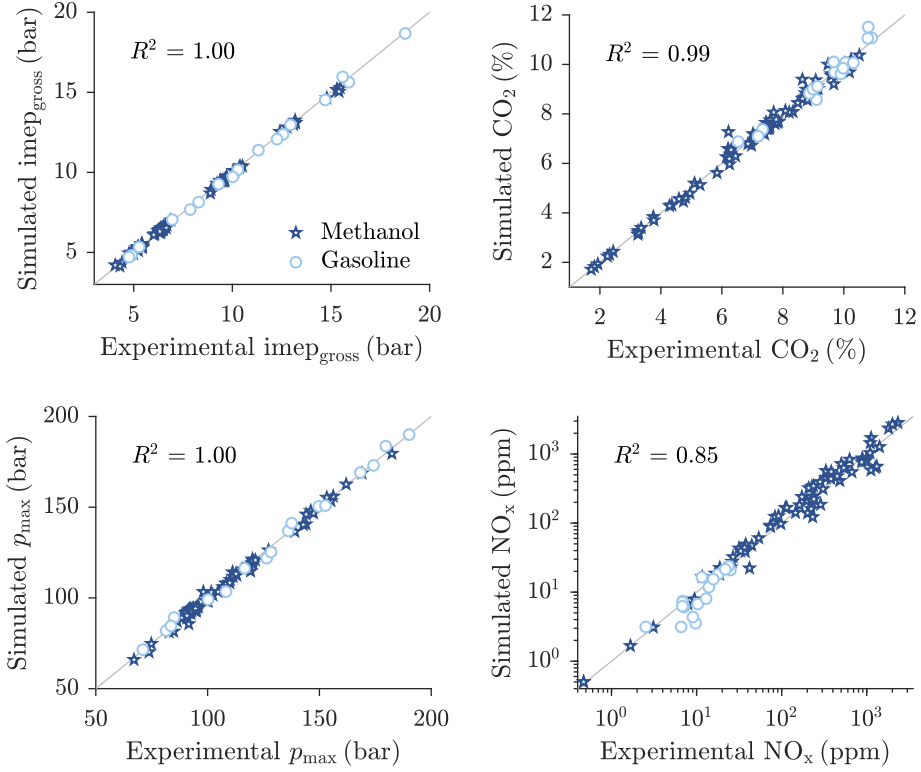 20
15
10
5
5
10
15
20
Simulated imep_gross (bar)
Experimental imep_gross (bar)
R² = 1.00
Methanol
Gasoline
12
10
8
6
4
2
2
4
6
8
10
12
Simulated CO₂ (%)
Experimental CO₂ (%)
R² = 0.99
200
150
100
50
50
100
150
200
Simulated p_max (bar)
Experimental p_max (bar)
R² = 1.00
10³
10²
10¹
10⁰
10⁰
10¹
10²
10³
Simulated NOₓ (ppm)
Experimental NOₓ (ppm)
R² = 0.85